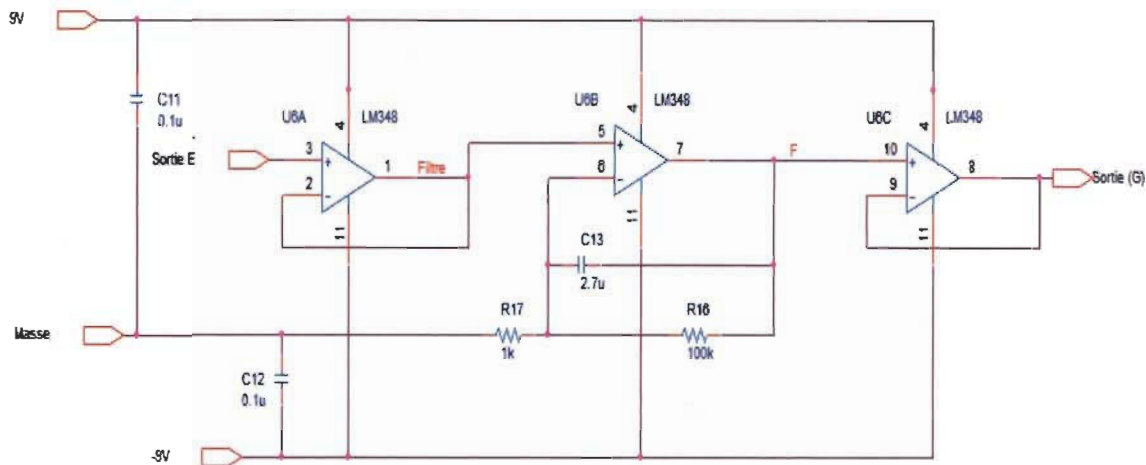 9V
C11
0.1u
U6A
LM348
4
Sortie E
3
+
2
-
1
Filtre
11
U6B
LM348
4
5
+
6
-
7
F
11
C13
2.7u
U6C
LM348
4
10
+
9
-
8
Sortie (G)
11
Masse
R17
1k
R16
100k
C12
0.1u
-9V